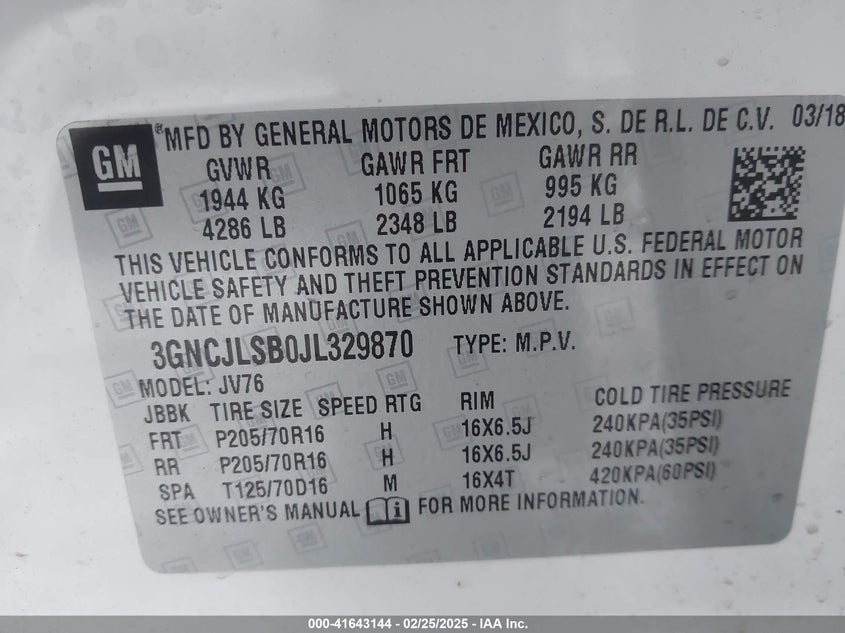 GM ®MFD BY GENERAL MOTORS DE MEXICO, S. DE R.L. DE C.V. 03/18
GVWR GAWR FRT GAWR RR
1944 KG 1065 KG 995 KG
4286 LB 2348 LB 2194 LB
THIS VEHICLE CONFORMS TO ALL APPLICABLE U.S. FEDERAL MOTOR
VEHICLE SAFETY AND THEFT PREVENTION STANDARDS IN EFFECT ON
THE DATE OF MANUFACTURE SHOWN ABOVE.
3GNCJLSB0JL329870 TYPE: M.P.V.
MODEL: JV76
JBBK TIRE SIZE SPEED RTG RIM COLD TIRE PRESSURE
FRT P205/70R16 H 16X6.5J 240KPA(35PSI)
RR P205/70R16 H 16X6.5J 240KPA(35PSI)
SPA T125/70D16 M 16X4T 420KPA(60PSI)
SEE OWNER'S MANUAL i FOR MORE INFORMATION.
000-41643144 - 02/25/2025 - IAA Inc.